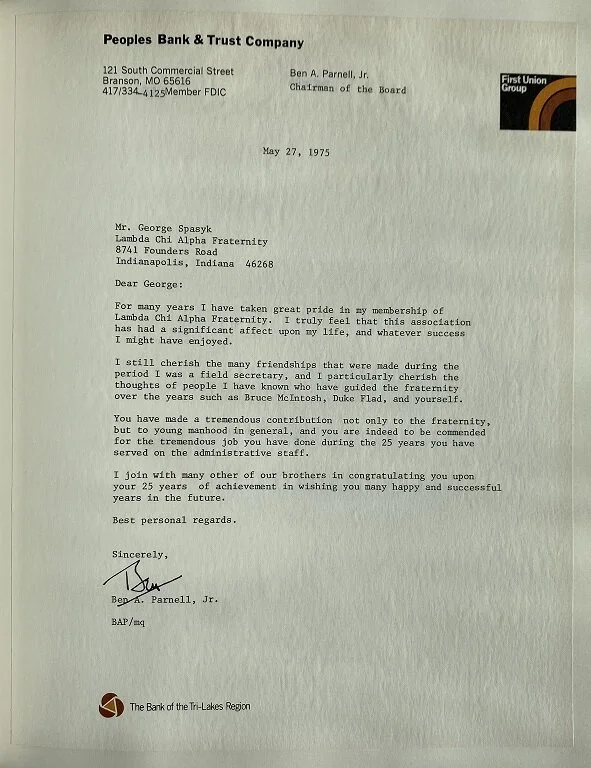 Peoples Bank & Trust Company
121 South Commercial Street
Branson, MO 65616
417/334-4125 Member FDIC
Ben A. Parnell, Jr.
Chairman of the Board
First Union
Group
May 27, 1975
Mr. George Spasyk
Lambda Chi Alpha Fraternity
8741 Founders Road
Indianapolis, Indiana 46268
Dear George:
For many years I have taken great pride in my membership of
Lambda Chi Alpha Fraternity. I truly feel that this association
has had a significant affect upon my life, and whatever success
I might have enjoyed.
I still cherish the many friendships that were made during the
period I was a field secretary, and I particularly cherish the
thoughts of people I have known who have guided the fraternity
over the years such as Bruce McIntosh, Duke Flad, and yourself.
You have made a tremendous contribution not only to the fraternity,
but to young manhood in general, and you are indeed to be commended
for the tremendous job you have done during the 25 years you have
served on the administrative staff.
I join with many other of our brothers in congratulating you upon
your 25 years of achievement in wishing you many happy and successful
years in the future.
Best personal regards.
Sincerely,
Ben
Ben A. Parnell, Jr.
BAP/mq
The Bank of the Tri-Lakes Region